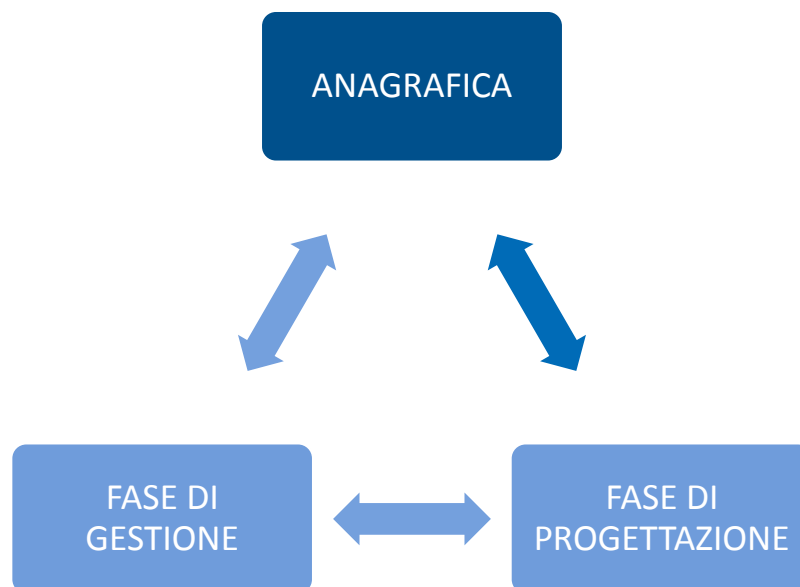 ANAGRAFICA
FASE DI
GESTIONE
FASE DI
PROGETTAZIONE